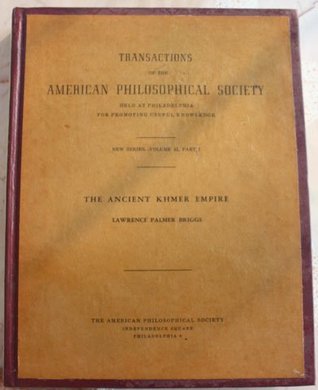 TRANSACTIONS
OF THE
AMERICAN PHILOSOPHICAL SOCIETY
HELD AT PHILADELPHIA
FOR PROMOTING USEFUL KNOWLEDGE
NEW SERIES—VOLUME 41, PART 1
THE ANCIENT KHMER EMPIRE
LAWRENCE PALMER BRIGGS
THE AMERICAN PHILOSOPHICAL SOCIETY
INDEPENDENCE SQUARE
PHILADELPHIA 6